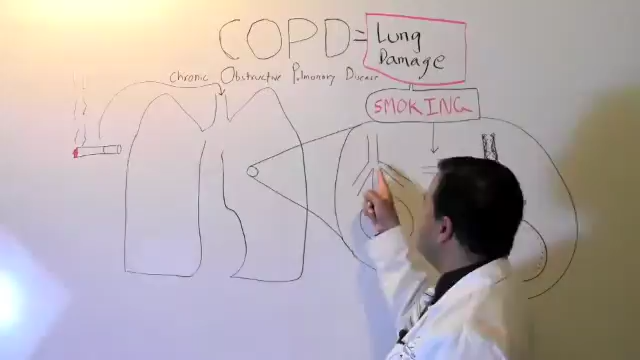 COPD = Lung Damage
Chronic Obstructive Pulmonary Disease
SMOKING